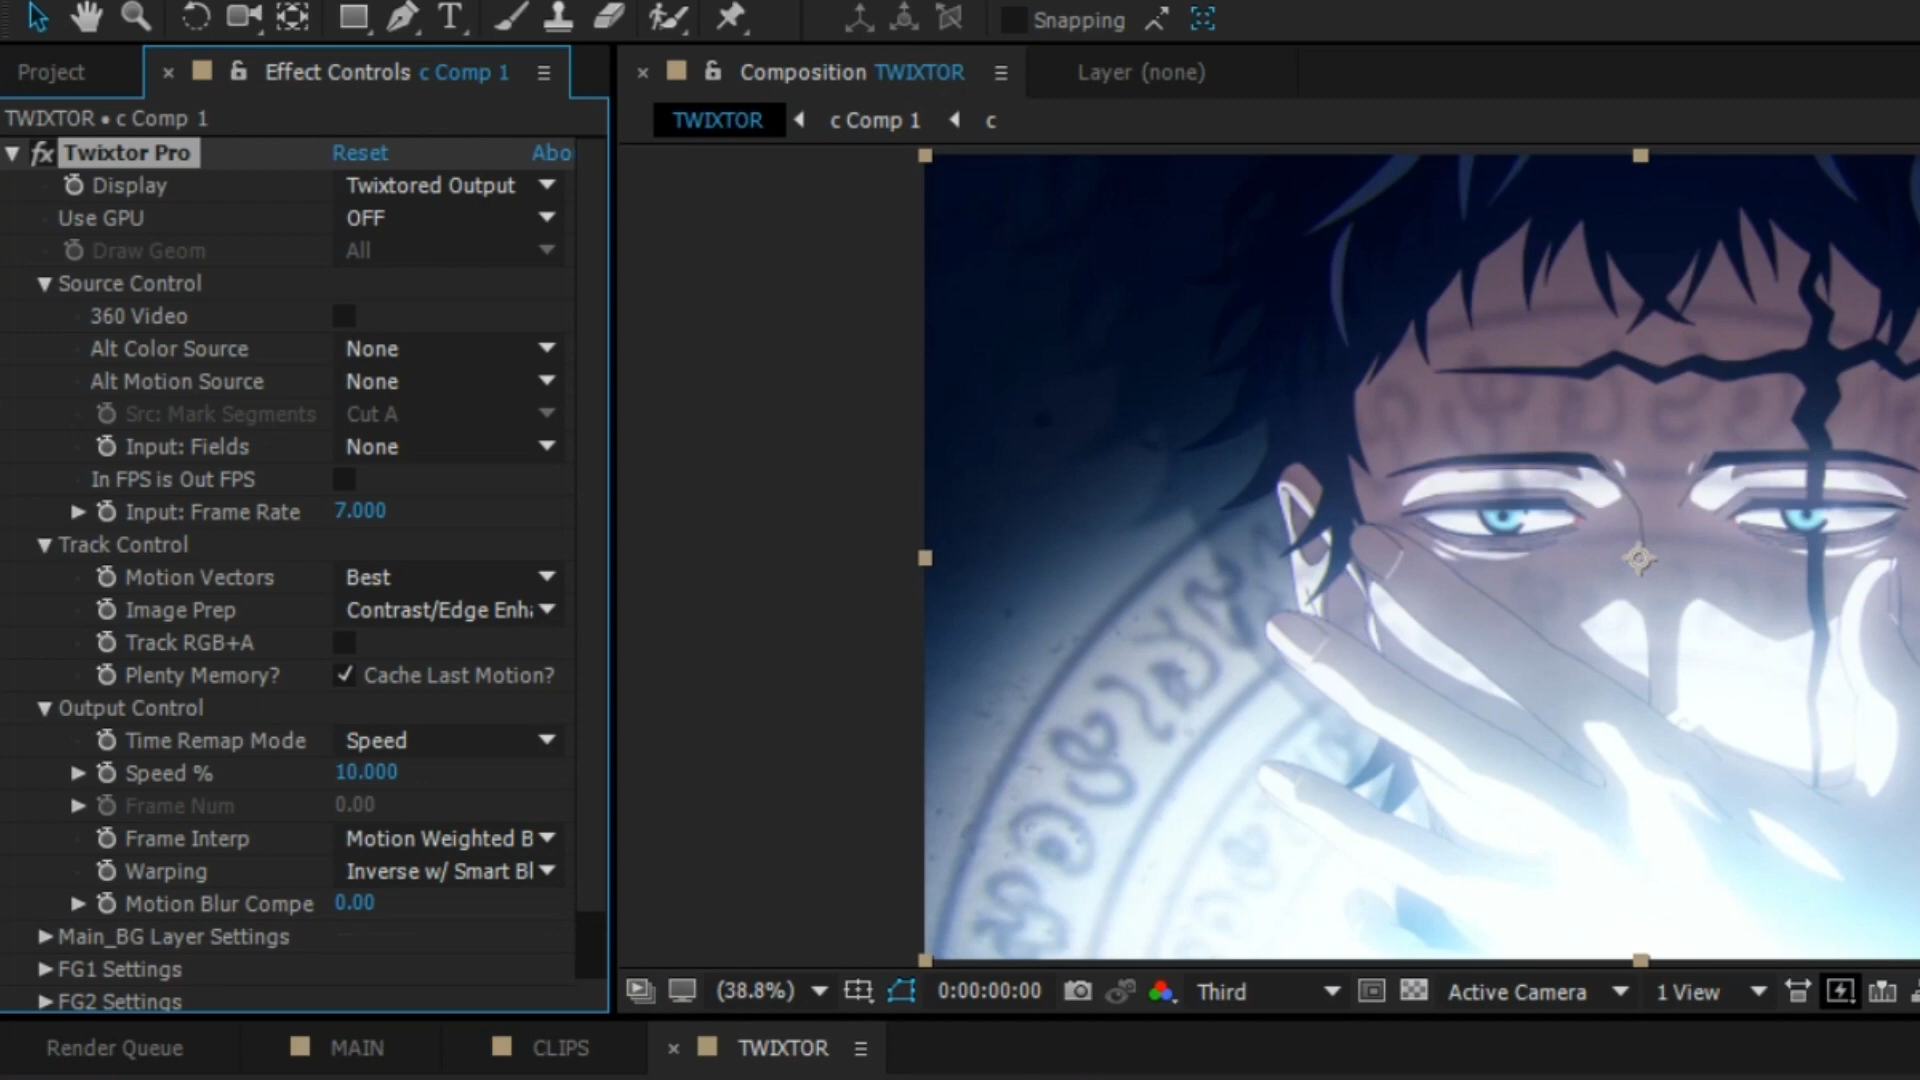 Snapping
Project
Effect Controls c Comp 1
Composition TWIXTOR
Layer (none)
TWIXTOR • c Comp 1
TWIXTOR
c Comp 1
c
fx Twixtor Pro
Reset
Abo
Display
Twixtored Output
Use GPU
OFF
Draw Geom
All
Source Control
360 Video
Alt Color Source
None
Alt Motion Source
None
Src: Mark Segments
Cut A
Input: Fields
None
In FPS is Out FPS
Input: Frame Rate
7.000
Track Control
Motion Vectors
Best
Image Prep
Contrast/Edge Enh
Track RGB+A
Plenty Memory?
Cache Last Motion?
Output Control
Time Remap Mode
Speed
Speed %
10.000
Frame Num
0.00
Frame Interp
Motion Weighted B
Warping
Inverse w/ Smart Bl
Motion Blur Compe
0.00
Main_BG Layer Settings
FG1 Settings
FG2 Settings
(38.8%)
0:00:00:00
Third
Active Camera
1 View
Render Queue
MAIN
CLIPS
TWIXTOR